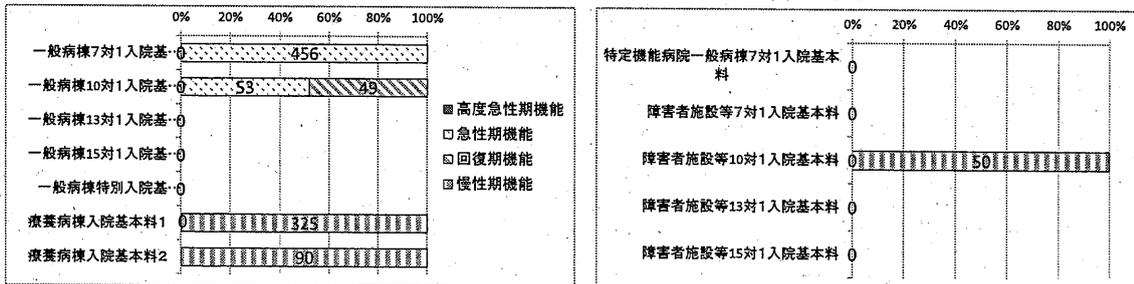 0% 20% 40% 60% 80% 100%
一般病棟7対1入院基…0 456
一般病棟10対1入院基…0 53 49
一般病棟13対1入院基…0
一般病棟15対1入院基…0
一般病棟特別入院基…0
療養病棟入院基本料1 0 325
療養病棟入院基本料2 90
高度急性期機能
急性期機能
回復期機能
慢性期機能
0% 20% 40% 60% 80% 100%
特定機能病院一般病棟7対1入院基本
料 0
障害者施設等7対1入院基本料 0
障害者施設等10対1入院基本料 0 50
障害者施設等13対1入院基本料 0
障害者施設等15対1入院基本料 0